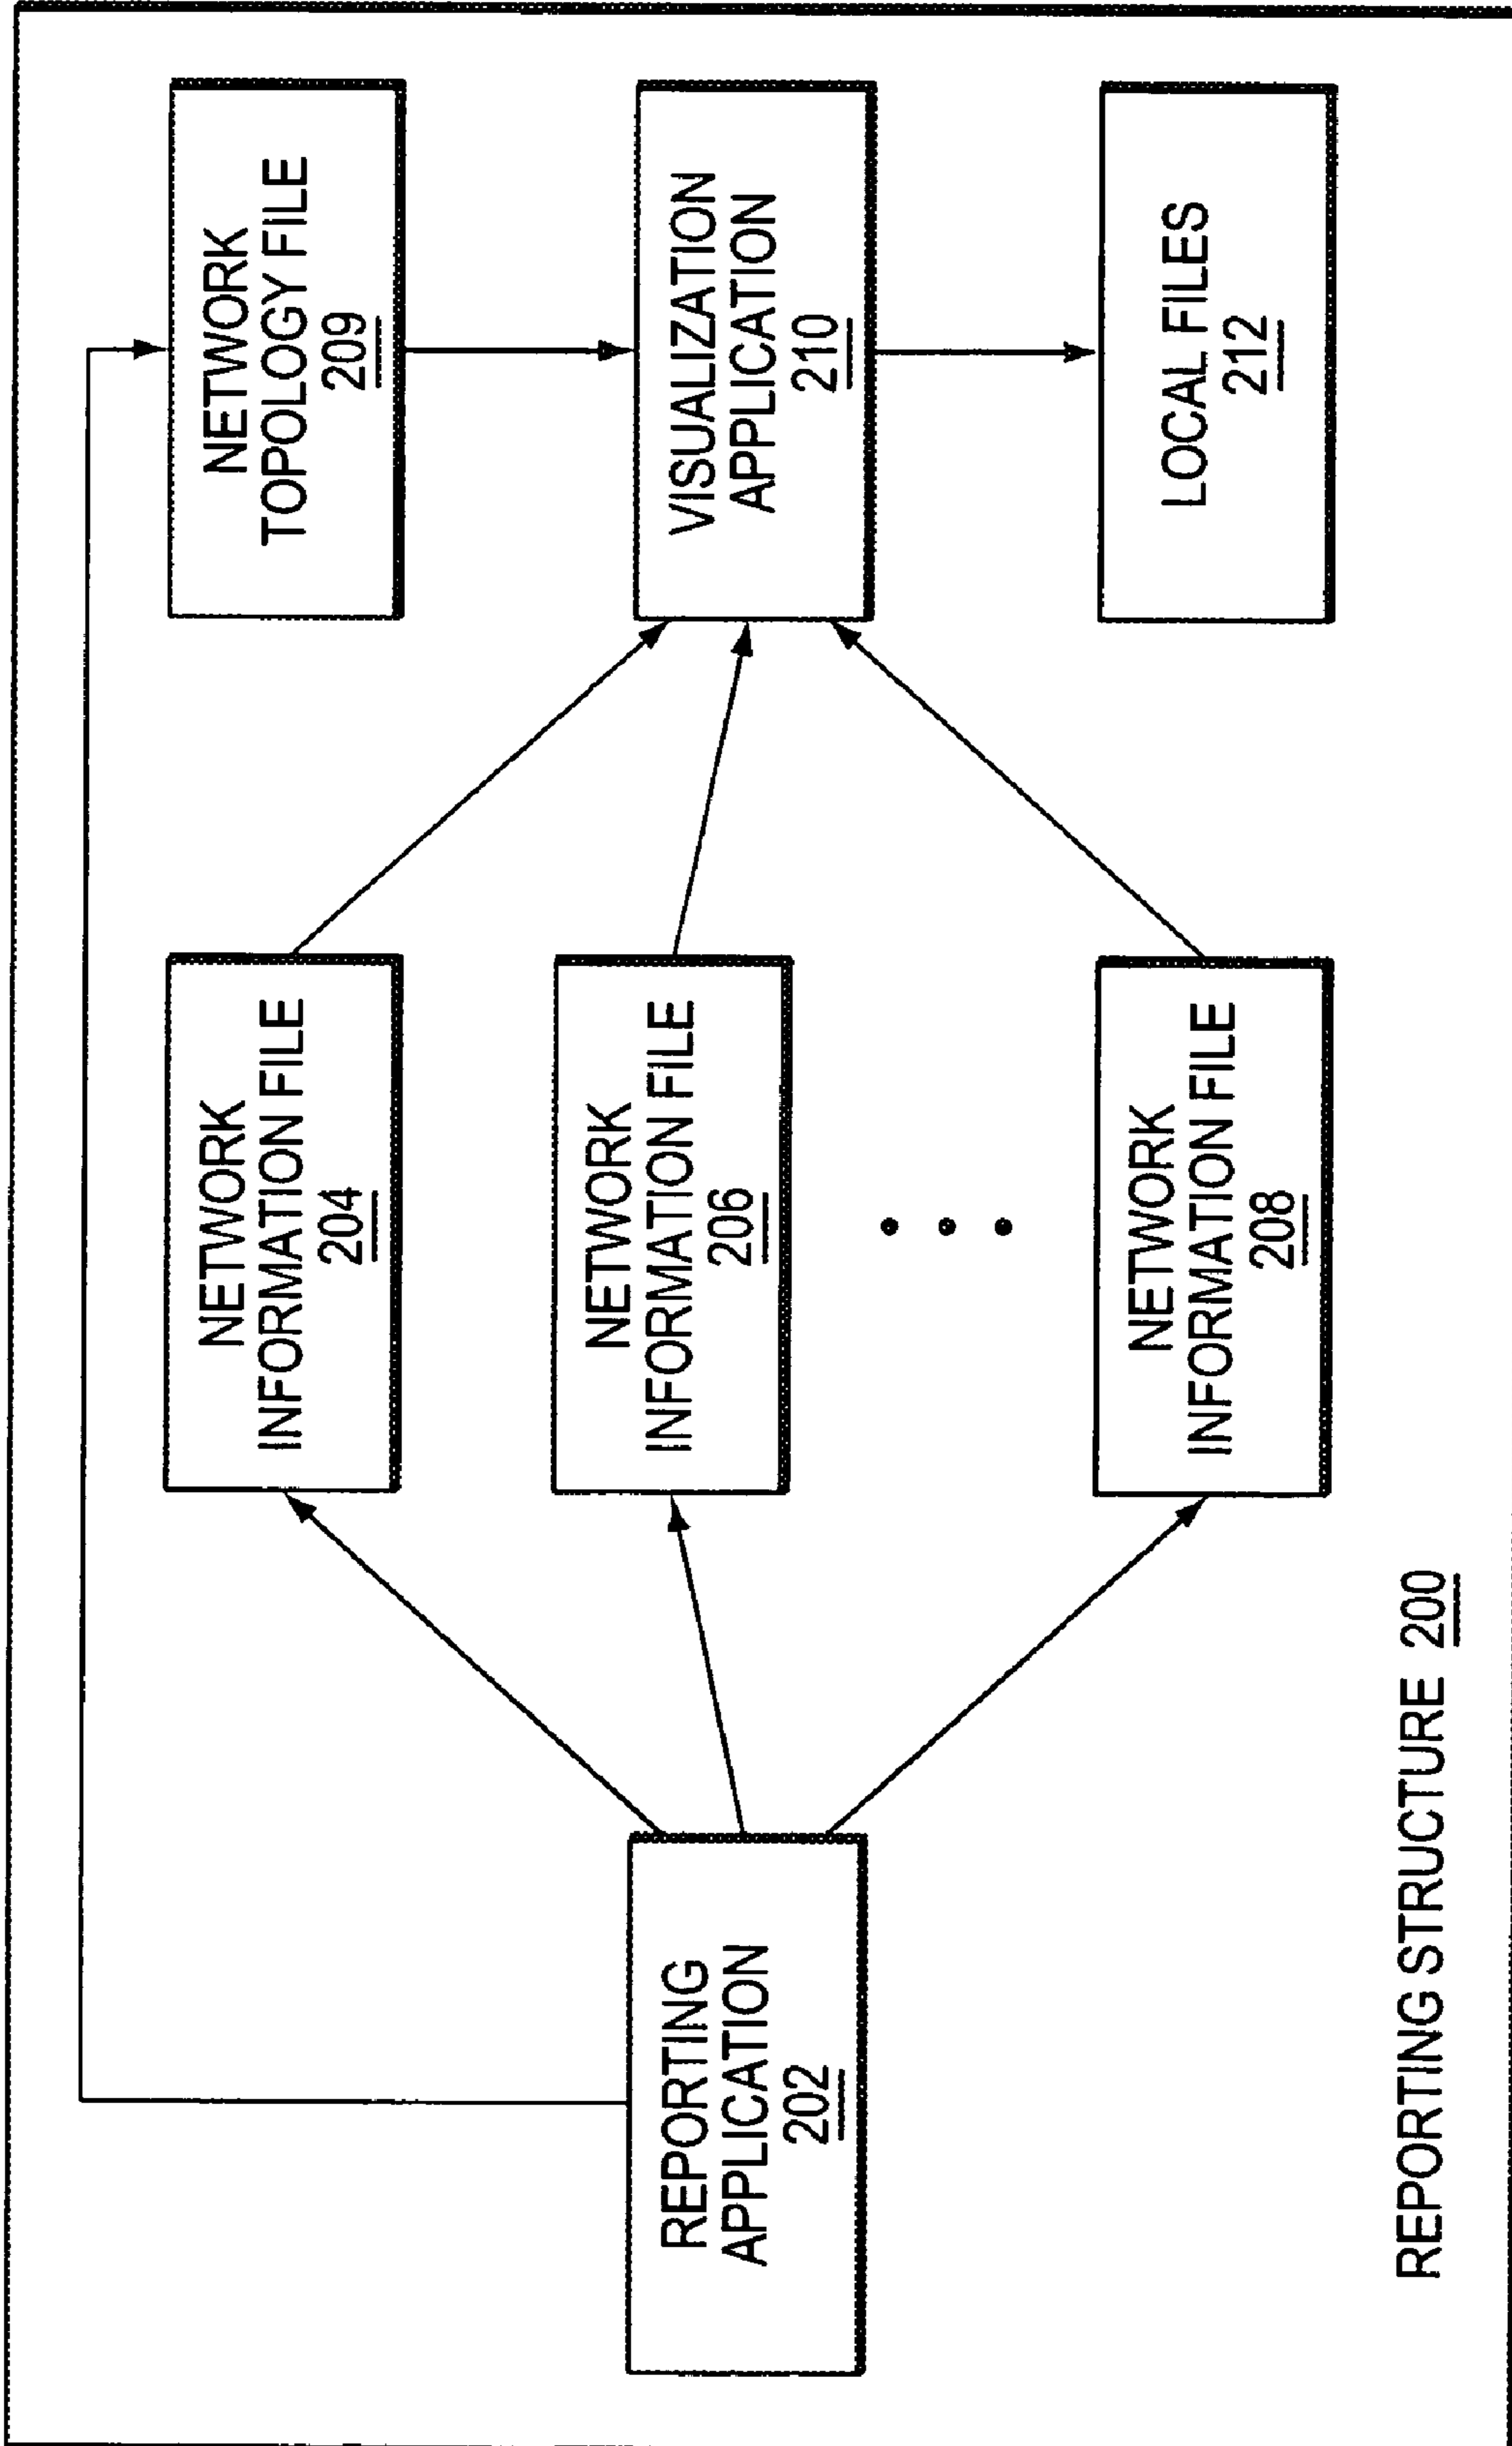 NETWORK
INFORMATION FILE
204
NETWORK
TOPOLOGY FILE
209
REPORTING
APPLICATION
202
NETWORK
INFORMATION FILE
206
VISUALIZATION
APPLICATION
210
NETWORK
INFORMATION FILE
208
LOCAL FILES
212
REPORTING STRUCTURE 200